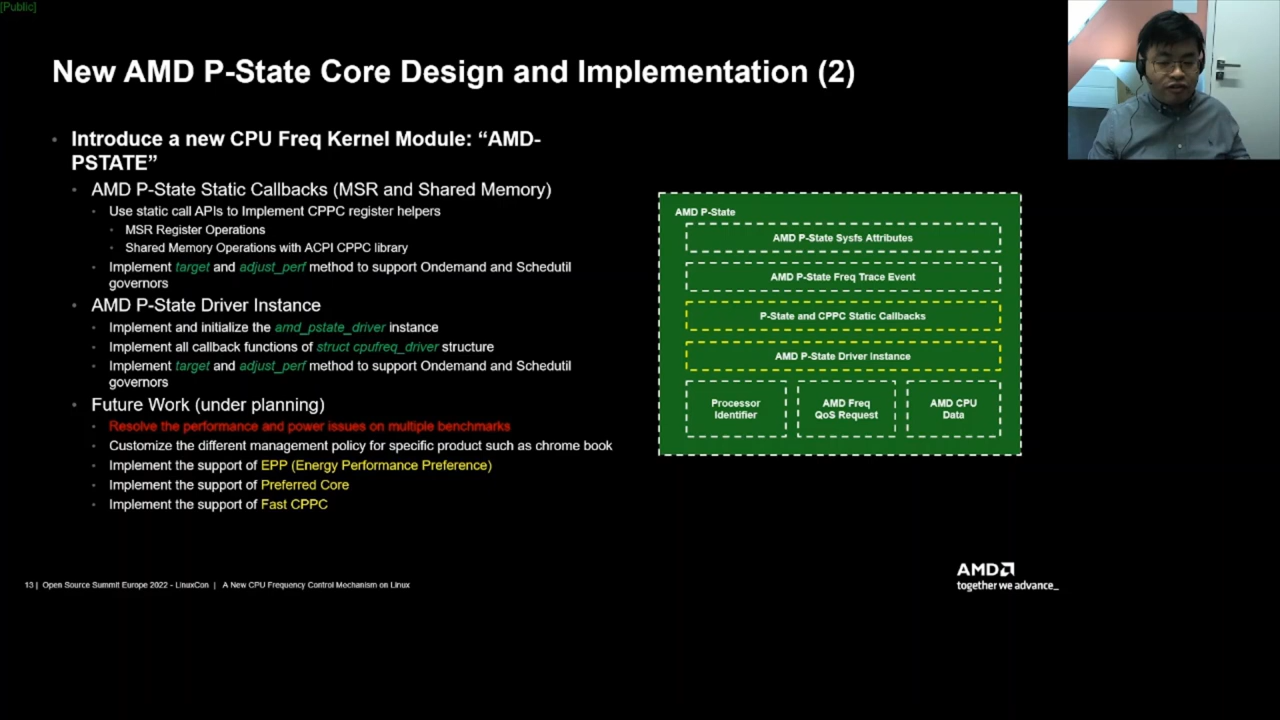 [Public]
New AMD P-State Core Design and Implementation (2)
Introduce a new CPU Freq Kernel Module: “AMD-
PSTATE”
AMD P-State Static Callbacks (MSR and Shared Memory)
Use static call APIs to Implement CPPC register helpers
MSR Register Operations
Shared Memory Operations with ACPI CPPC library
Implement target and adjust_perf method to support Ondemand and Schedutil
governors
AMD P-State Driver Instance
Implement and initialize the amd_pstate_driver instance
Implement all callback functions of struct cpufreq_driver structure
Implement target and adjust_perf method to support Ondemand and Schedutil
governors
Future Work (under planning)
Resolve the performance and power issues on multiple benchmarks
Customize the different management policy for specific product such as chrome book
Implement the support of EPP (Energy Performance Preference)
Implement the support of Preferred Core
Implement the support of Fast CPPC
AMD P-State
AMD P-State Sysfs Attributes
AMD P-State Freq Trace Event
P-State and CPPC Static Callbacks
AMD P-State Driver Instance
Processor
Identifier
AMD Freq
QoS Request
AMD CPU
Data
13 | Open Source Summit Europe 2022 - LinuxCon | A New CPU Frequency Control Mechanism on Linux
AMD
together we advance_